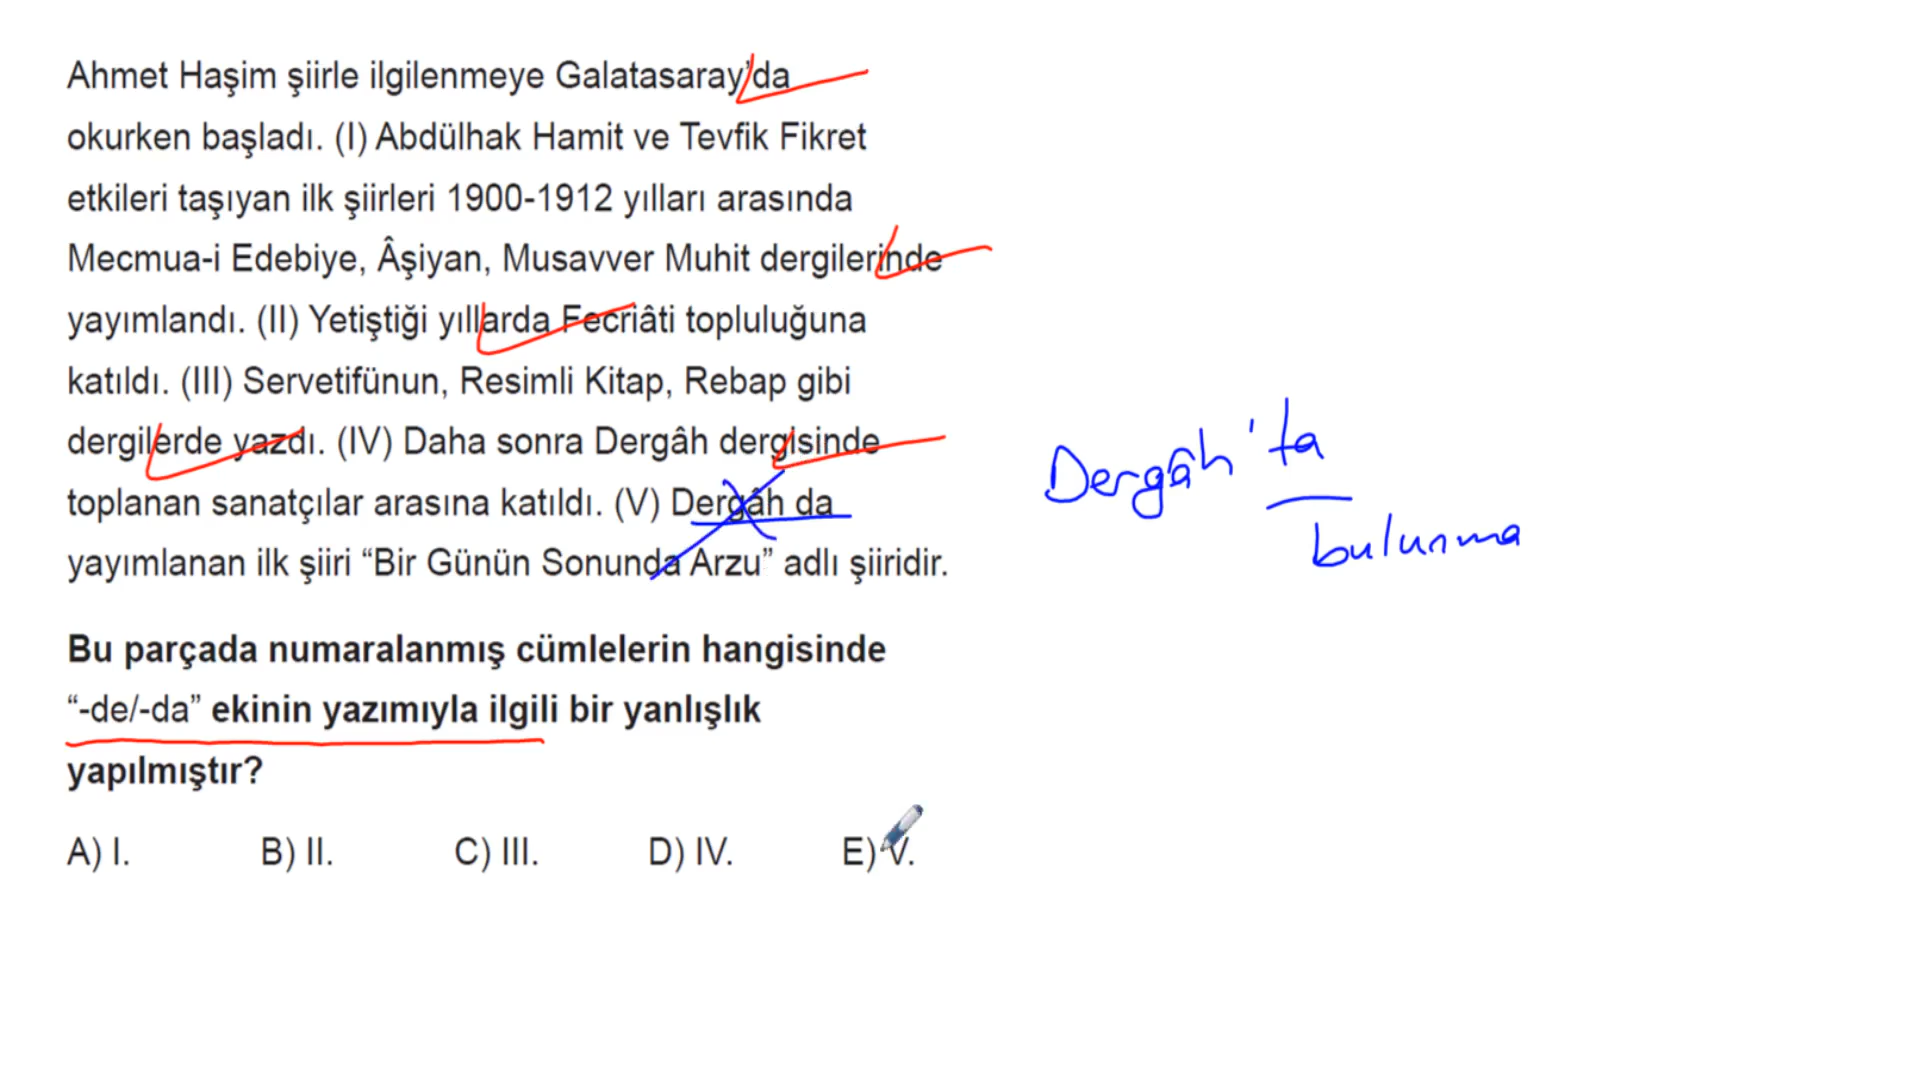 Ahmet Haşim şiirle ilgilenmeye Galatasaray’da
okurken başladı. (I) Abdülhak Hamit ve Tevfik Fikret
etkileri taşıyan ilk şiirleri 1900-1912 yılları arasında
Mecmua-i Edebiye, Âşiyan, Musavver Muhit dergilerinde
yayımlandı. (II) Yetiştiği yıllarda Fecriâti topluluğuna
katıldı. (III) Servetifünun, Resimli Kitap, Rebap gibi
dergilerde yazdı. (IV) Daha sonra Dergâh dergisinde
toplanan sanatçılar arasına katıldı. (V) Dergâh da
yayımlanan ilk şiiri “Bir Günün Sonunda Arzu” adlı şiiridir.
Dergâh'ta
bulunma
Bu parçada numaralanmış cümlelerin hangisinde
“-de/-da” ekinin yazımıyla ilgili bir yanlışlık
yapılmıştır?
A) I. B) II. C) III. D) IV. E) V.